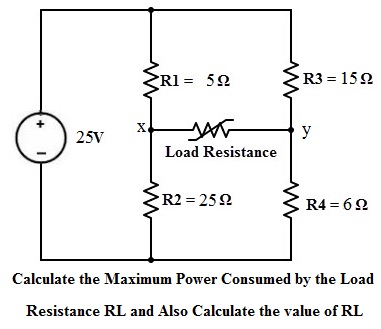 R1 = 5Ω
R3 = 15Ω
+
25V
x
y
Load Resistance
R2 = 25Ω
R4 = 6Ω
Calculate the Maximum Power Consumed by the Load
Resistance RL and Also Calculate the value of RL